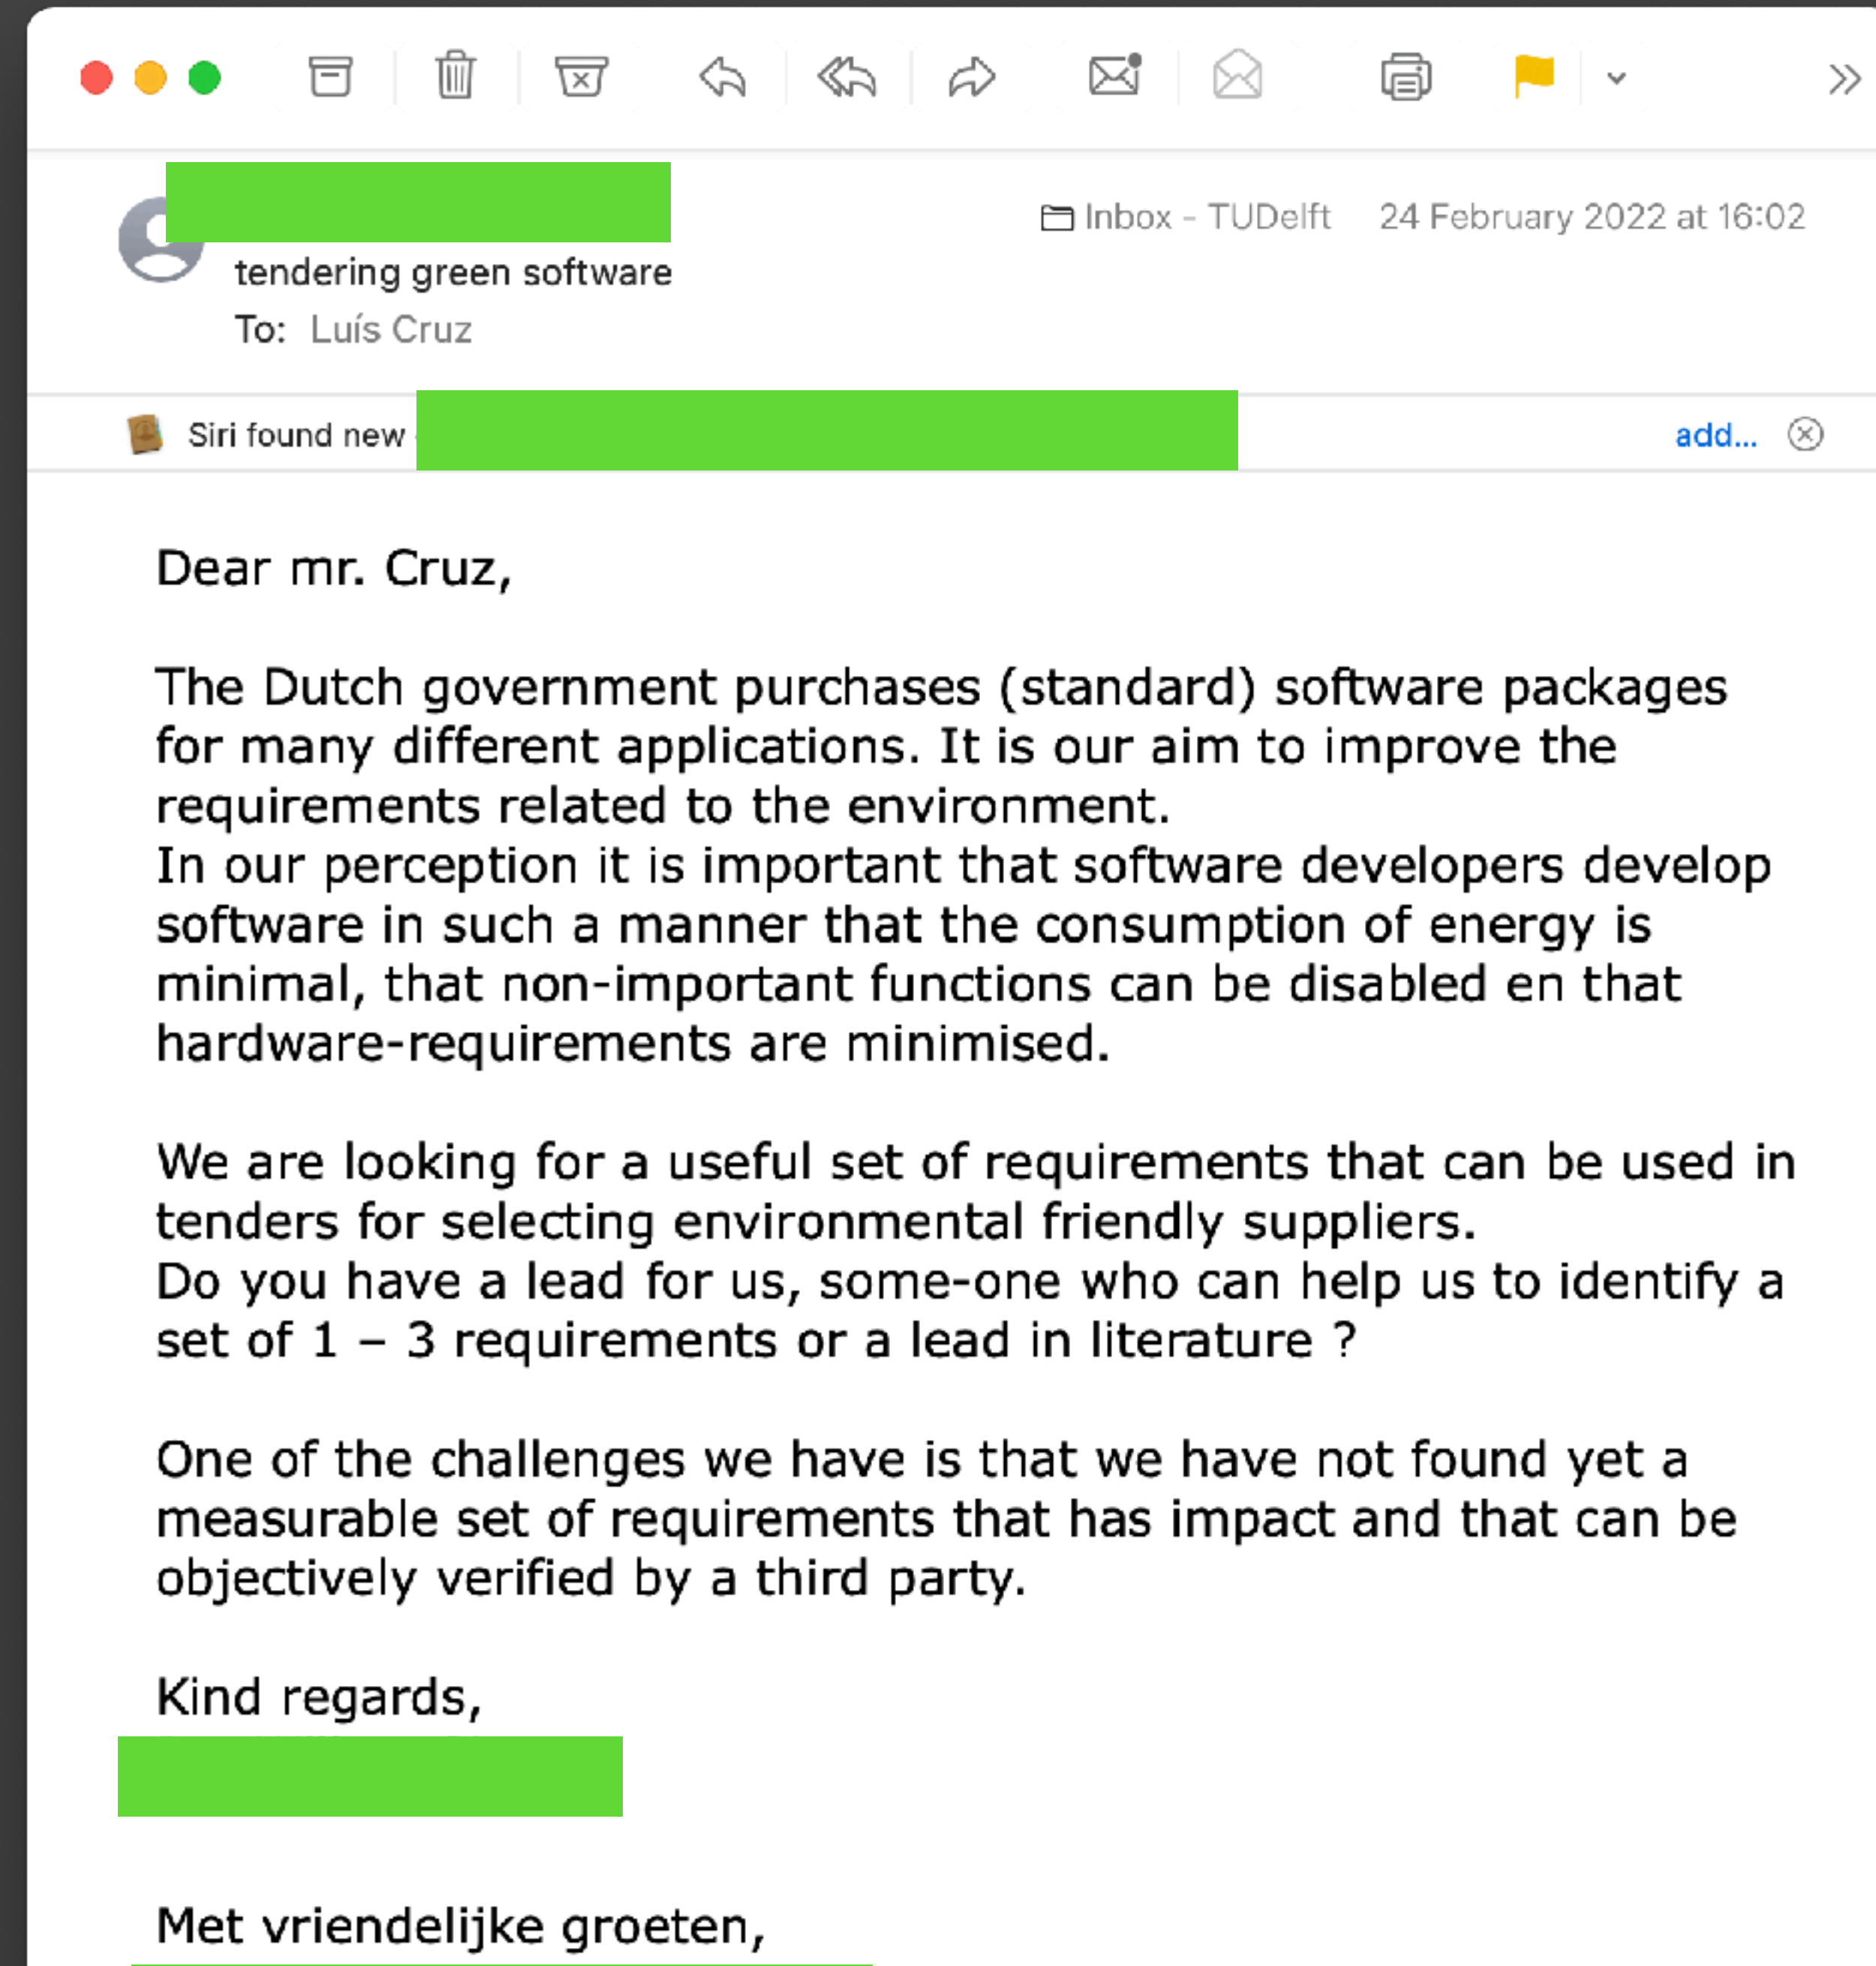 Inbox - TUDelft 24 February 2022 at 16:02
tendering green software
To: Luís Cruz
Siri found new add...
Dear mr. Cruz,
The Dutch government purchases (standard) software packages
for many different applications. It is our aim to improve the
requirements related to the environment.
In our perception it is important that software developers develop
software in such a manner that the consumption of energy is
minimal, that non-important functions can be disabled en that
hardware-requirements are minimised.
We are looking for a useful set of requirements that can be used in
tenders for selecting environmental friendly suppliers.
Do you have a lead for us, some-one who can help us to identify a
set of 1 – 3 requirements or a lead in literature ?
One of the challenges we have is that we have not found yet a
measurable set of requirements that has impact and that can be
objectively verified by a third party.
Kind regards,
Met vriendelijke groeten,